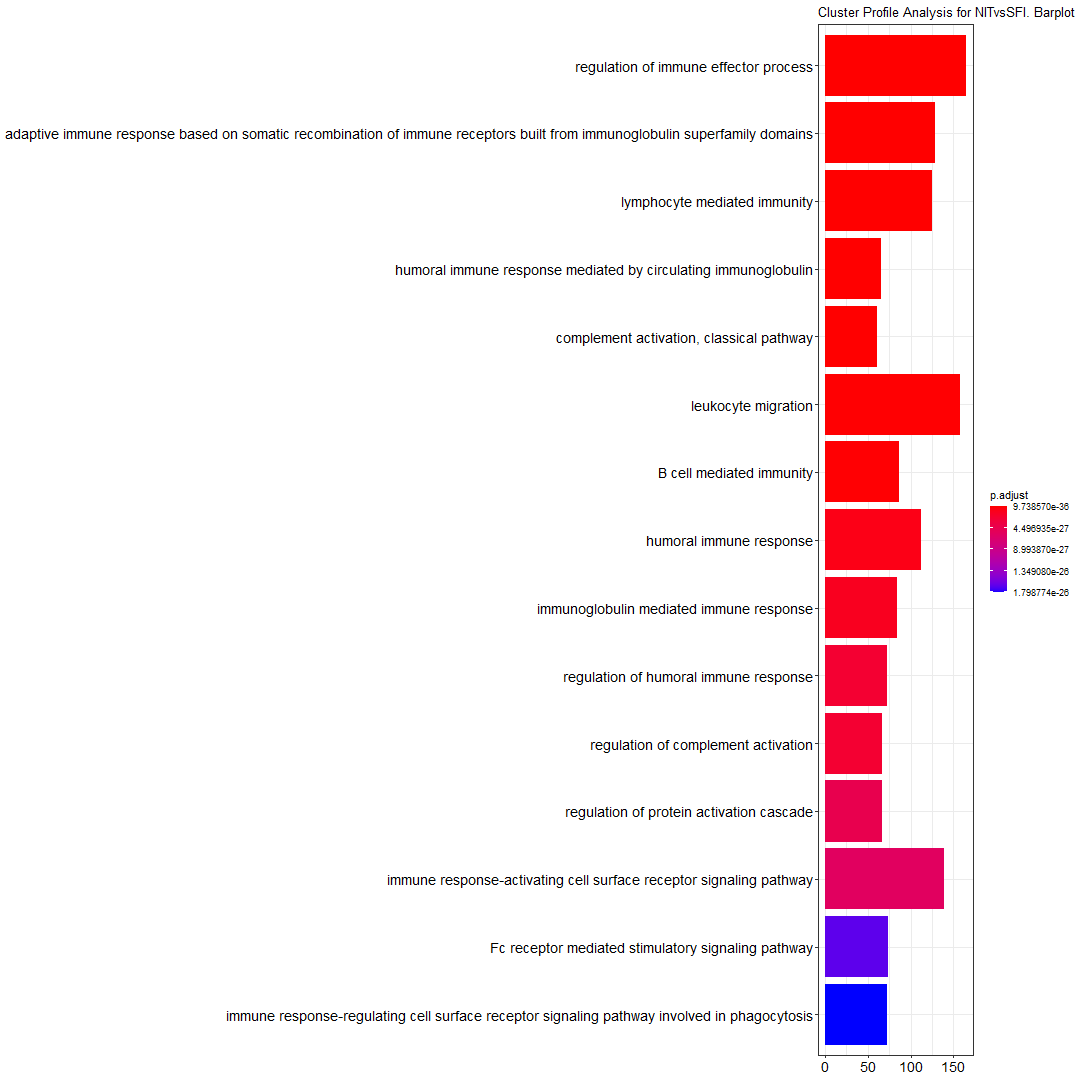 Cluster Profile Analysis for NITvsSFI. Barplot
regulation of immune effector process
adaptive immune response based on somatic recombination of immune receptors built from immunoglobulin superfamily domains
lymphocyte mediated immunity
humoral immune response mediated by circulating immunoglobulin
complement activation, classical pathway
leukocyte migration
B cell mediated immunity
humoral immune response
immunoglobulin mediated immune response
regulation of humoral immune response
regulation of complement activation
regulation of protein activation cascade
immune response-activating cell surface receptor signaling pathway
Fc receptor mediated stimulatory signaling pathway
immune response-regulating cell surface receptor signaling pathway involved in phagocytosis
0 50 100 150
p.adjust
9.738570e-36
4.496935e-27
8.993870e-27
1.349080e-26
1.798774e-26